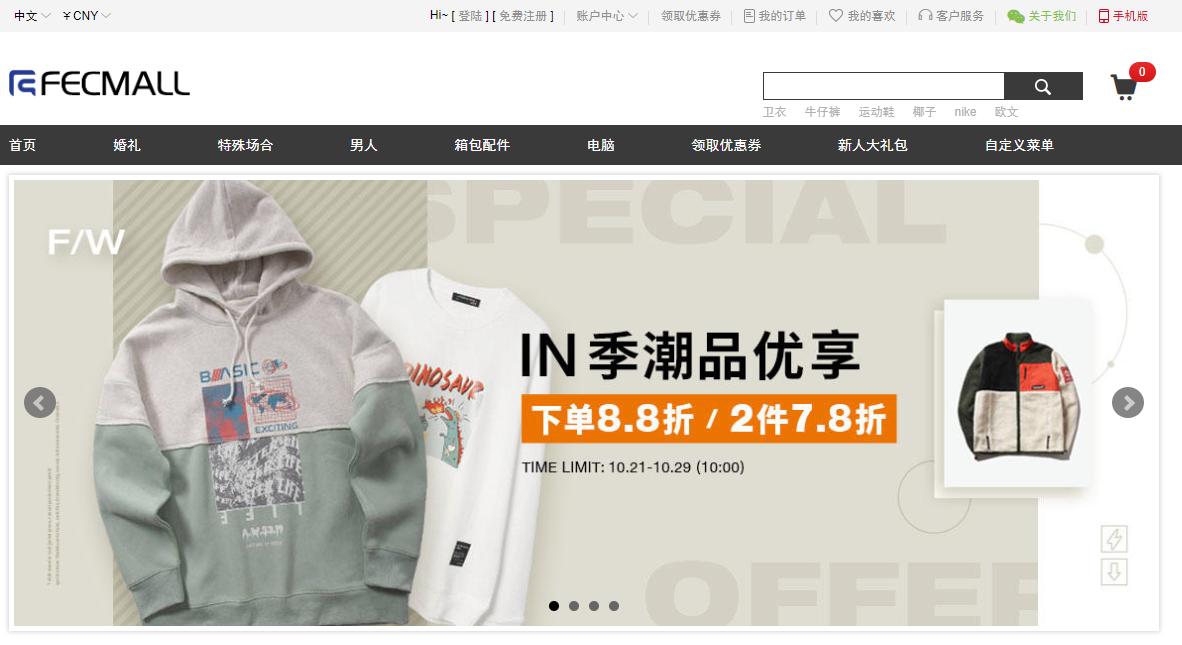 中文 ¥CNY Hi~ [ 登陆 ] [ 免费注册 ] 账户中心 领取优惠券 我的订单 我的喜欢 客户服务 关于我们 手机版
FECMALL
0
卫衣 牛仔裤 运动鞋 椰子 nike 欧文
首页 婚礼 特殊场合 男人 箱包配件 电脑 领取优惠券 新人大礼包 自定义菜单
SPECIAL
F/W
IN季潮品优享
BASIC
DINOSAUR
下单8.8折 / 2件7.8折
EXCITING
TIME LIMIT: 10.21-10.29 (10:00)
OFFER